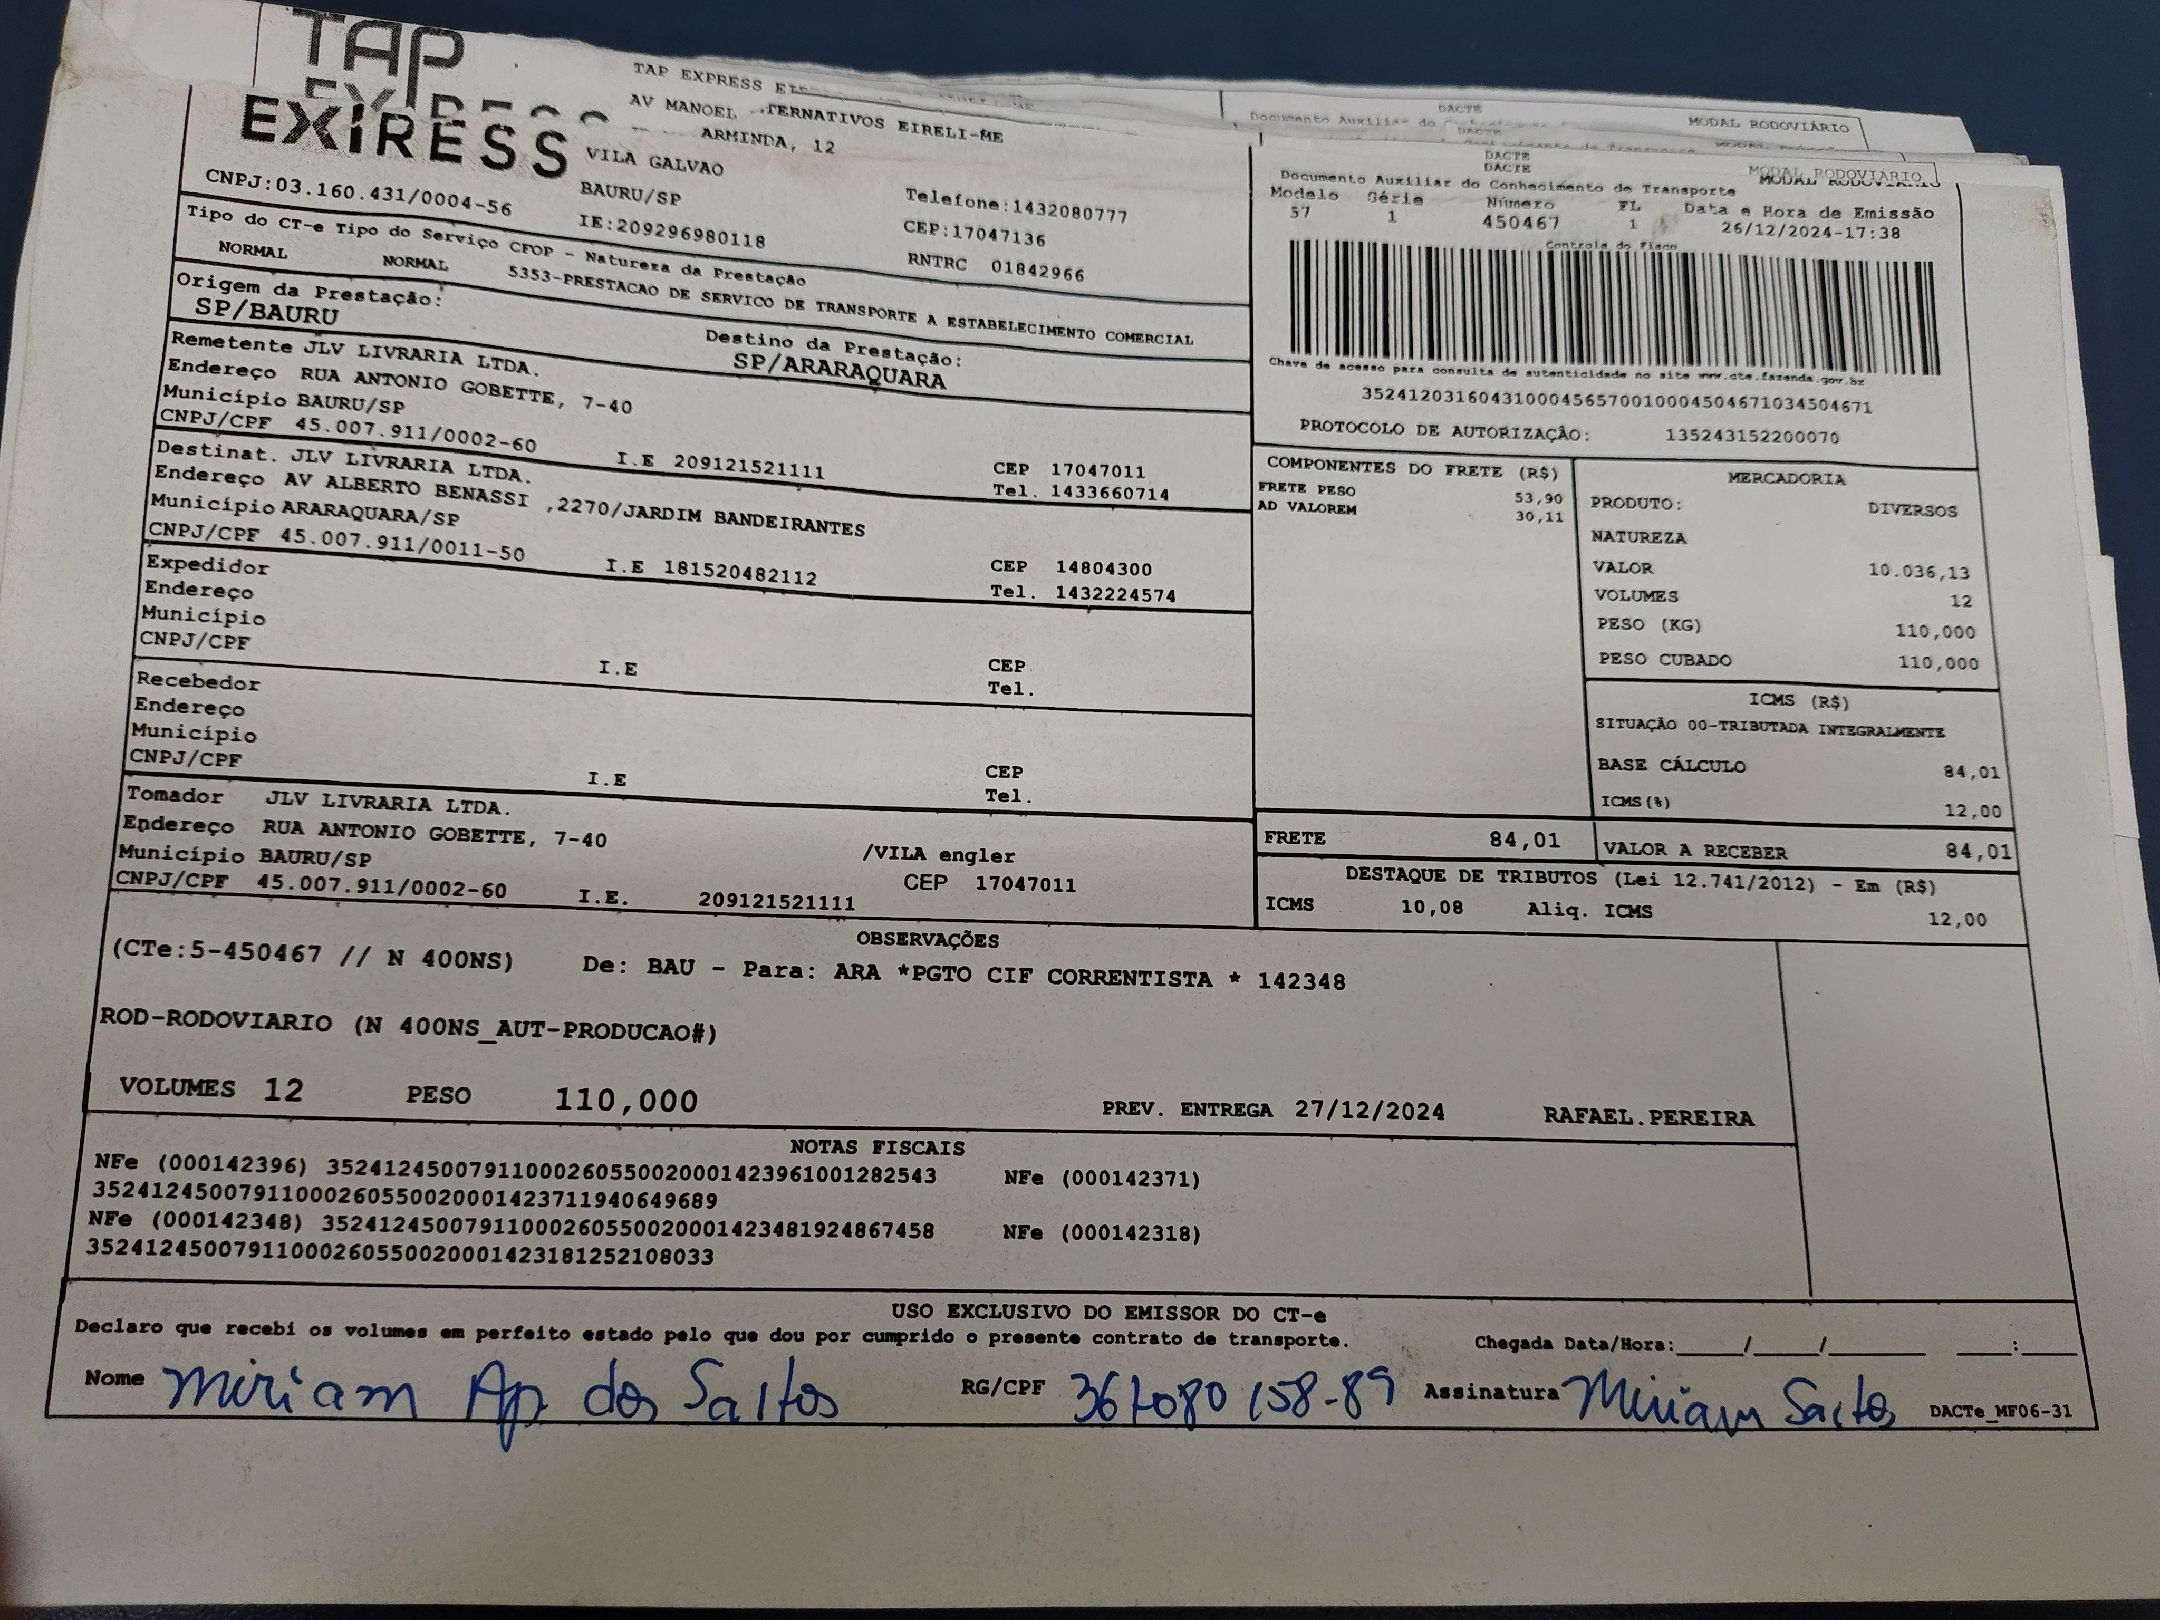 TAP
EXPRESS
TAP EXPRESS
AV MANOEL TERNATIVOS EIRELI-ME
ARMINDA, 12
VILA GALVAO
BAURU/SP
CNPJ:03.160.431/0004-56
IE:209296980118
Telefone:1432080777
CEP:17047136
RNTRC 01842966
DACTE
MODAL RODOVIÁRIO
DACTE
DACTE
DACTE
Documento Auxiliar do Conhecimento de Transporte
MODAL RODOVIÁRIO
Modelo Série Número FL Data e Hora de Emissão
57 1 450467 1 26/12/2024-17:38
Controle do Fisco
Chave de acesso para consulta de autenticidade no site www.cte.fazenda.gov.br
35241203160431000456570010004504671034504671
PROTOCOLO DE AUTORIZAÇÃO: 135243152200070
Tipo do CT-e Tipo do Serviço CFOP - Natureza da Prestação
NORMAL NORMAL 5353-PRESTACAO DE SERVICO DE TRANSPORTE A ESTABELECIMENTO COMERCIAL
Origem da Prestação: Destino da Prestação:
SP/BAURU SP/ARARAQUARA
Remetente JLV LIVRARIA LTDA.
Endereço RUA ANTONIO GOBETTE, 7-40
Município BAURU/SP CEP 17047011
CNPJ/CPF 45.007.911/0002-60 I.E 209121521111 Tel. 1433660714
Destinat. JLV LIVRARIA LTDA.
Endereço AV ALBERTO BENASSI ,2270/JARDIM BANDEIRANTES
Município ARARAQUARA/SP CEP 14804300
CNPJ/CPF 45.007.911/0011-50 I.E 181520482112 Tel. 1432224574
Expedidor
Endereço
Município CEP
CNPJ/CPF I.E Tel.
Recebedor
Endereço
Município CEP
CNPJ/CPF I.E Tel.
Tomador JLV LIVRARIA LTDA.
Endereço RUA ANTONIO GOBETTE, 7-40 /VILA engler
Município BAURU/SP CEP 17047011
CNPJ/CPF 45.007.911/0002-60 I.E. 209121521111
COMPONENTES DO FRETE (R$)
FRETE PESO 53,90
AD VALOREM 30,11
MERCADORIA
PRODUTO: DIVERSOS
NATUREZA
VALOR 10.036,13
VOLUMES 12
PESO (KG) 110,000
PESO CUBADO 110,000
ICMS (R$)
SITUAÇÃO 00-TRIBUTADA INTEGRALMENTE
BASE CÁLCULO 84,01
ICMS(%) 12,00
FRETE 84,01 VALOR A RECEBER 84,01
DESTAQUE DE TRIBUTOS (Lei 12.741/2012) - Em (R$)
ICMS 10,08 Aliq. ICMS 12,00
OBSERVAÇÕES
(CTe:5-450467 // N 400NS) De: BAU - Para: ARA *PGTO CIF CORRENTISTA * 142348
ROD-RODOVIARIO (N 400NS_AUT-PRODUCAO#)
VOLUMES 12 PESO 110,000 PREV. ENTREGA 27/12/2024 RAFAEL.PEREIRA
NOTAS FISCAIS
NFe (000142396) 35241245007911000260550020001423961001282543 NFe (000142371)
35241245007911000260550020001423711940649689
NFe (000142348) 35241245007911000260550020001423481924867458 NFe (000142318)
35241245007911000260550020001423181252108033
USO EXCLUSIVO DO EMISSOR DO CT-e
Declaro que recebi os volumes em perfeito estado pelo que dou por cumprido o presente contrato de transporte. Chegada Data/Hora:____/____/______ ____:____
Nome Miriam Ap dos Santos RG/CPF 367080158-89 Assinatura Miriam Santos DACTe_MF06-31